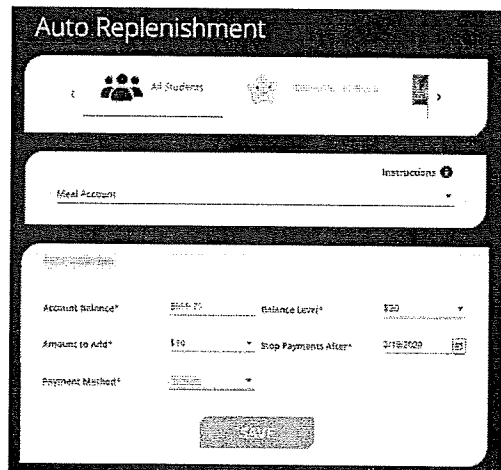 Auto Replenishment
All Students
Instructions
Meal Account
Account Balance* Balance Level* $20
Amount to Add* $10 Stop Payments After*
Payment Method*
SAVE